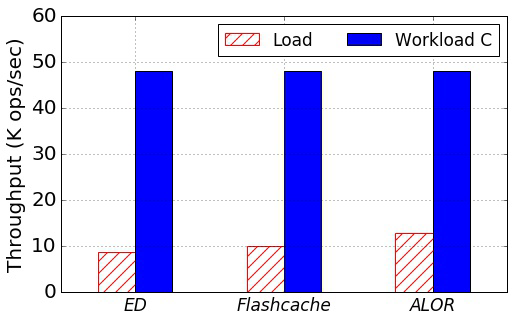 Throughput (K ops/sec)
60
50
40
30
20
10
0
Load
Workload C
ED
Flashcache
ALOR